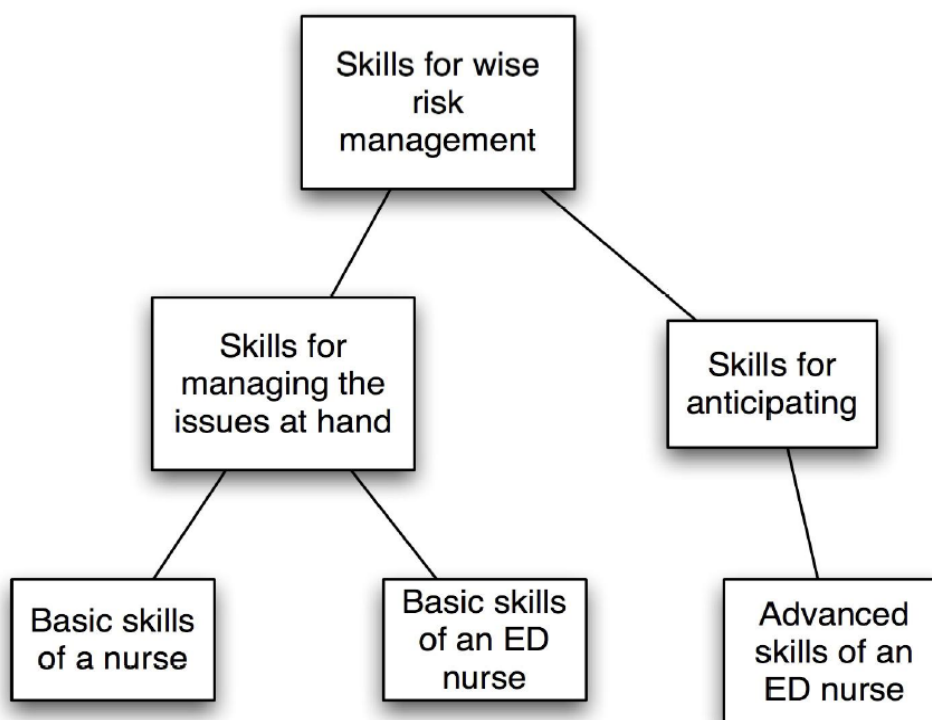 Skills for wise
risk
management
Skills for
managing the
issues at hand
Skills for
anticipating
Basic skills
of a nurse
Basic skills
of an ED
nurse
Advanced
skills of an
ED nurse